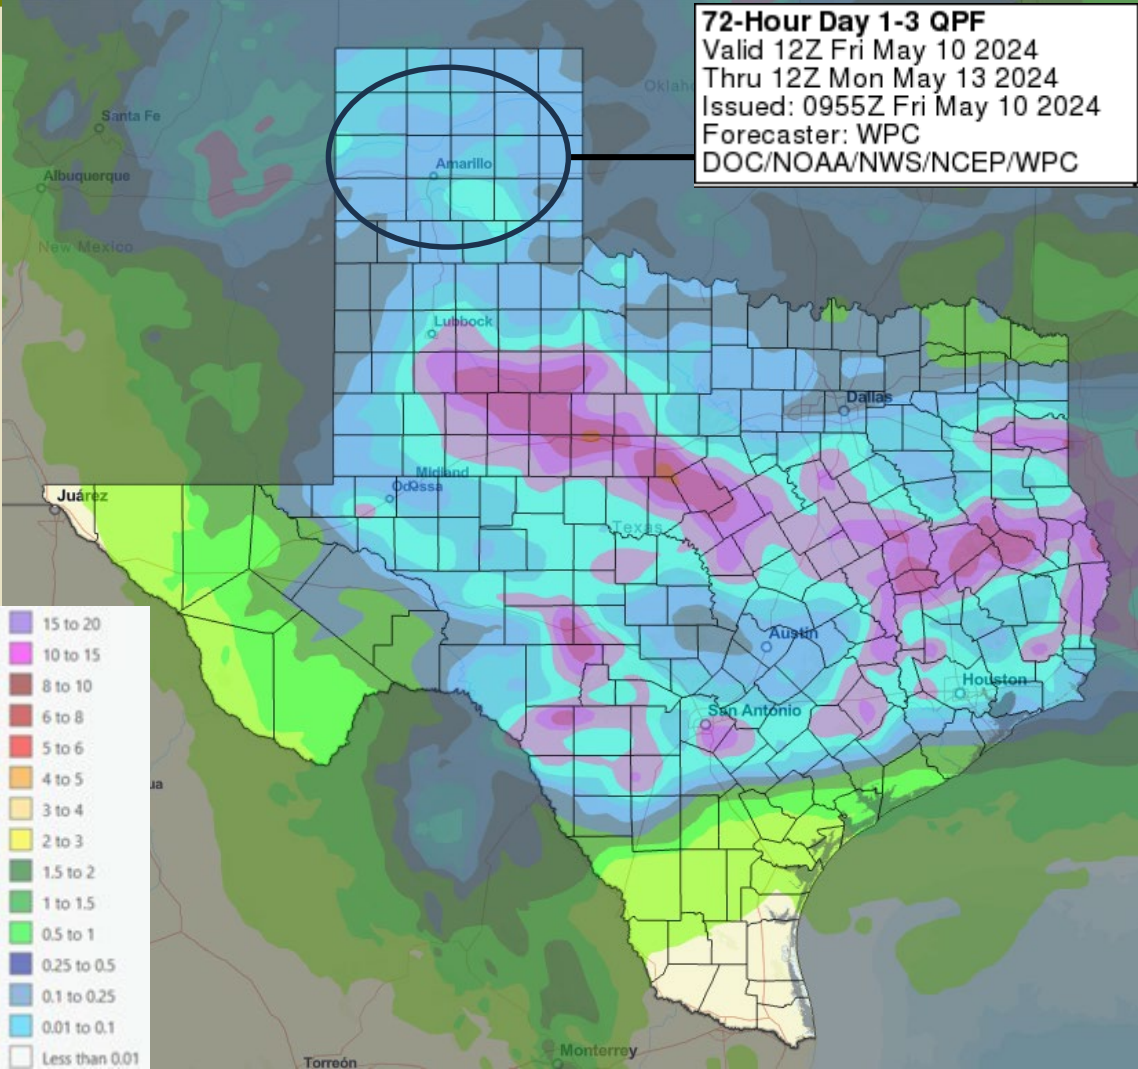 72-Hour Day 1-3 QPF
Valid 12Z Fri May 10 2024
Thru 12Z Mon May 13 2024
Issued: 0955Z Fri May 10 2024
Forecaster: WPC
DOC/NOAA/NWS/NCEP/WPC
Santa Fe
Amarillo
Albuquerque
New Mexico
Lubbock
Dallas
Midland
Odessa
Juárez
Texas
Austin
Houston
San Antonio
15 to 20
10 to 15
8 to 10
6 to 8
5 to 6
4 to 5
3 to 4
2 to 3
1.5 to 2
1 to 1.5
0.5 to 1
0.25 to 0.5
0.1 to 0.25
0.01 to 0.1
Less than 0.01
Monterrey
Torreón